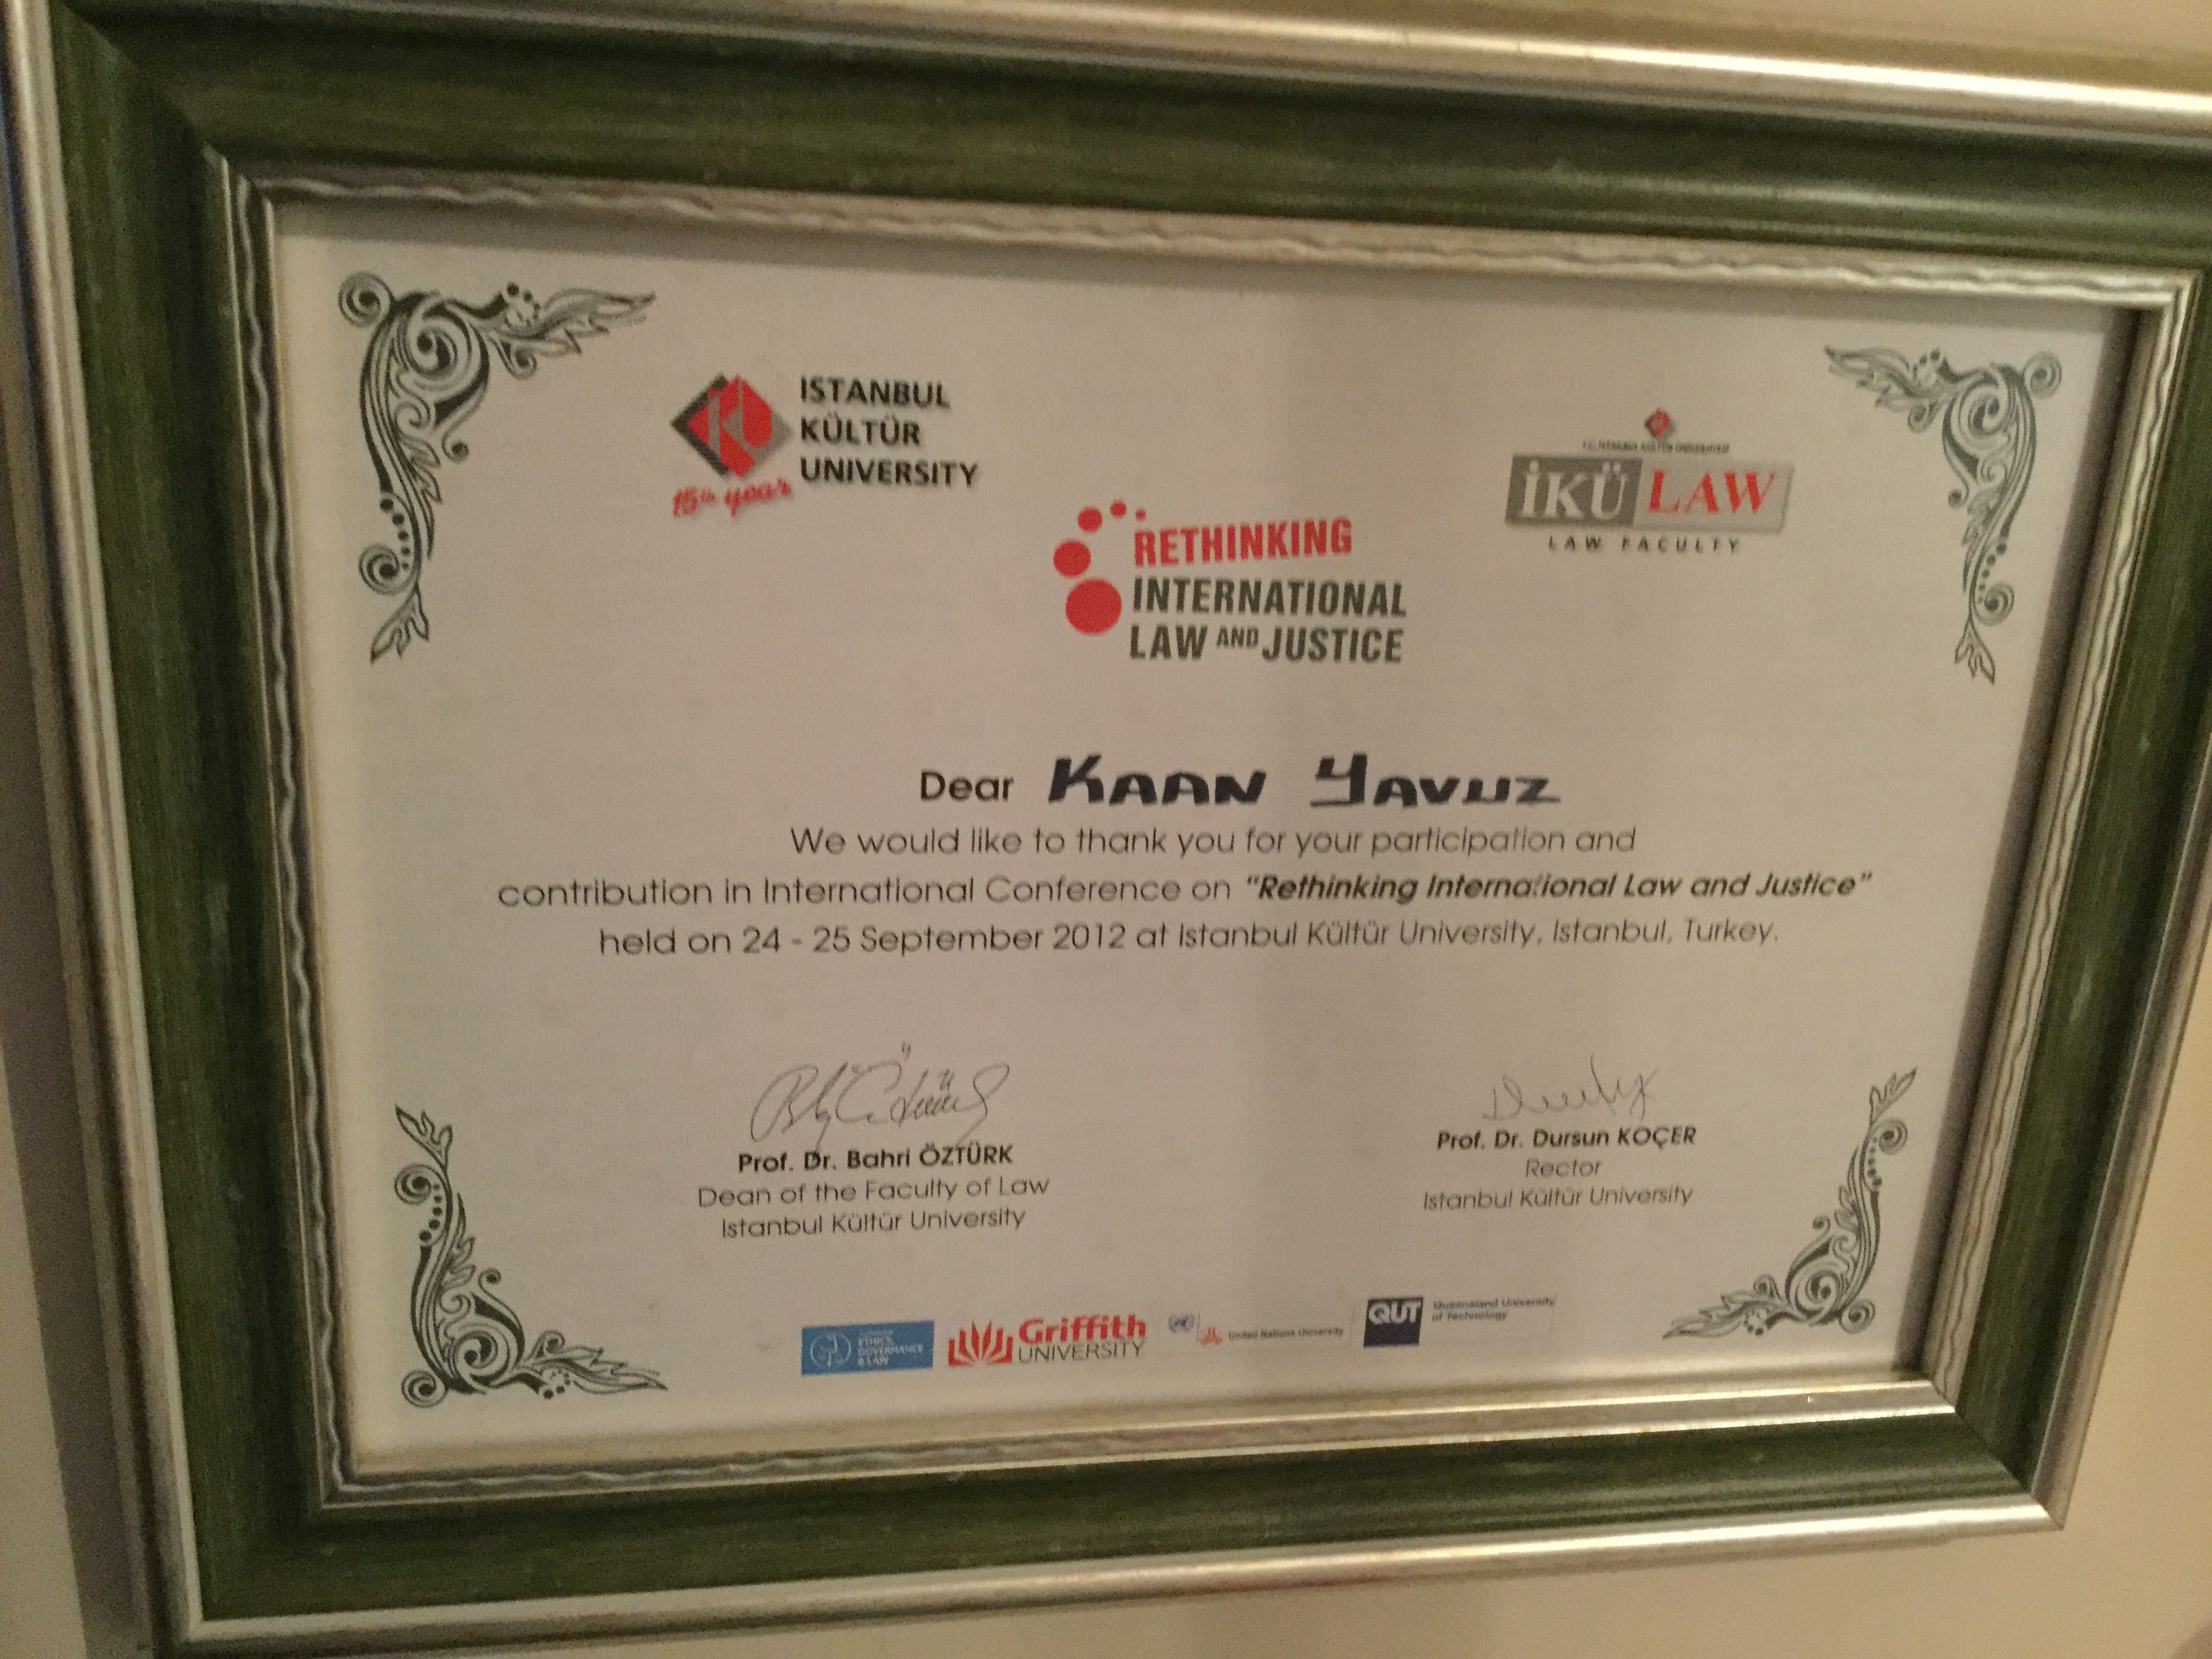 ISTANBUL
KÜLTÜR
UNIVERSITY
15th year
İKÜ LAW
LAW FACULTY
RETHINKING
INTERNATIONAL
LAW AND JUSTICE
Dear KAAN YAVUZ
We would like to thank you for your participation and
contribution in International Conference on "Rethinking International Law and Justice"
held on 24 - 25 September 2012 at Istanbul Kültür University, Istanbul, Turkey.
Prof. Dr. Bahri ÖZTÜRK
Dean of the Faculty of Law
Istanbul Kültür University
Prof. Dr. Dursun KOÇER
Rector
Istanbul Kültür University
ETHICS,
GOVERNANCE
& LAW
Griffith
UNIVERSITY
United Nations University
QUT
Queensland University
of Technology